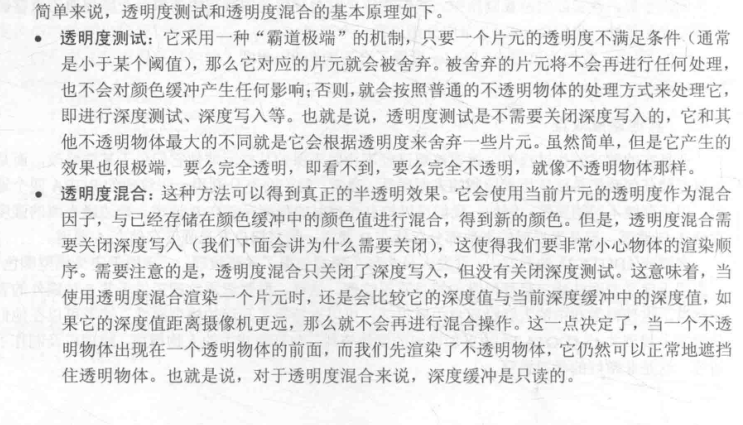 简单来说，透明度测试和透明度混合的基本原理如下。
● 透明度测试：它采用一种“霸道极端”的机制，只要一个片元的透明度不满足条件（通常
是小于某个阈值），那么它对应的片元就会被舍弃。被舍弃的片元将不会再进行任何处理，
也不会对颜色缓冲产生任何影响；否则，就会按照普通的不透明物体的处理方式来处理它，
即进行深度测试、深度写入等。也就是说，透明度测试是不需要关闭深度写入的，它和其
他不透明物体最大的不同就是它会根据透明度来舍弃一些片元。虽然简单，但是它产生的
效果也很极端，要么完全透明，即看不到，要么完全不透明，就像不透明物体那样。
● 透明度混合：这种方法可以得到真正的半透明效果。它会使用当前片元的透明度作为混合
因子，与已经存储在颜色缓冲中的颜色值进行混合，得到新的颜色。但是，透明度混合需
要关闭深度写入（我们下面会讲为什么需要关闭），这使得我们要非常小心物体的渲染顺
序。需要注意的是，透明度混合只关闭了深度写入，但没有关闭深度测试。这意味着，当
使用透明度混合渲染一个片元时，还是会比较它的深度值与当前深度缓冲中的深度值，如
果它的深度值距离摄像机更远，那么就不会再进行混合操作。这一点决定了，当一个不透
明物体出现在一个透明物体的前面，而我们先渲染了不透明物体，它仍然可以正常地遮挡
住透明物体。也就是说，对于透明度混合来说，深度缓冲是只读的。